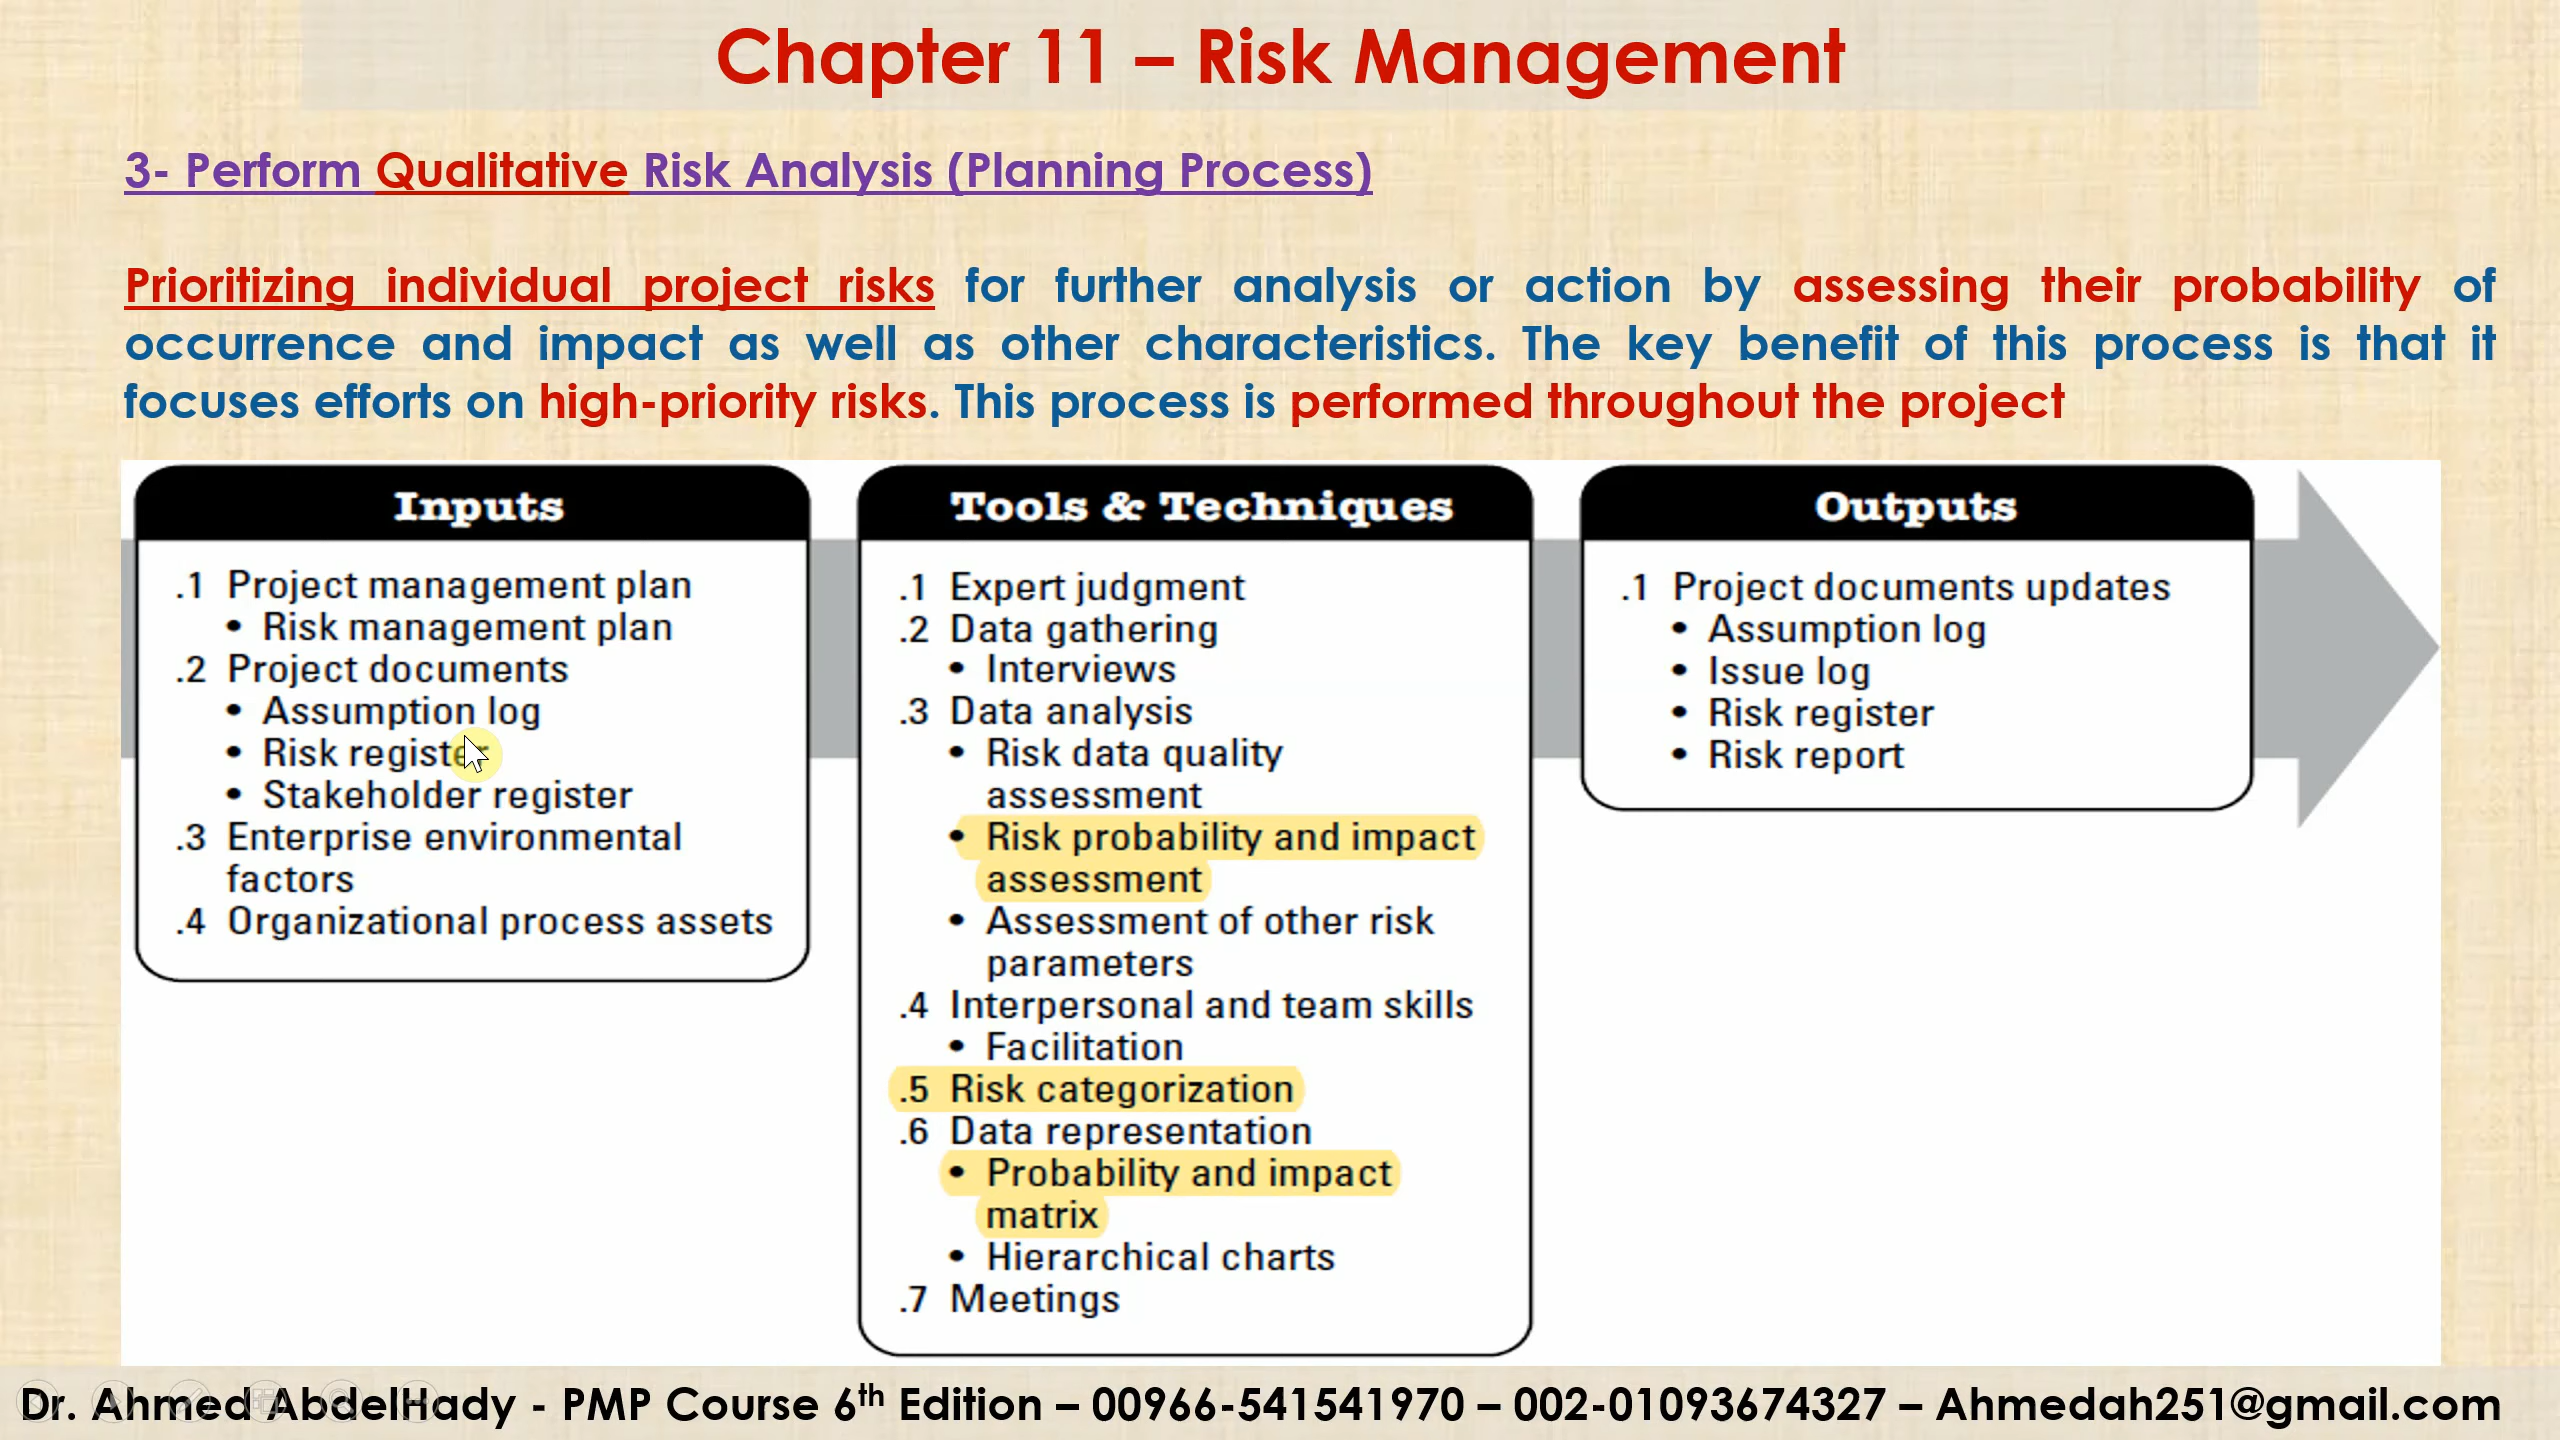 Chapter 11 – Risk Management
3- Perform Qualitative Risk Analysis (Planning Process)
Prioritizing individual project risks for further analysis or action by assessing their probability of
occurrence and impact as well as other characteristics. The key benefit of this process is that it
focuses efforts on high-priority risks. This process is performed throughout the project
Inputs
.1 Project management plan
• Risk management plan
.2 Project documents
• Assumption log
• Risk register
• Stakeholder register
.3 Enterprise environmental
factors
.4 Organizational process assets
Tools & Techniques
.1 Expert judgment
.2 Data gathering
• Interviews
.3 Data analysis
• Risk data quality
assessment
• Risk probability and impact
assessment
• Assessment of other risk
parameters
.4 Interpersonal and team skills
• Facilitation
.5 Risk categorization
.6 Data representation
• Probability and impact
matrix
• Hierarchical charts
.7 Meetings
Outputs
.1 Project documents updates
• Assumption log
• Issue log
• Risk register
• Risk report
Dr. Ahmed AbdelHady - PMP Course 6th Edition – 00966-541541970 – 002-01093674327 – Ahmedah251@gmail.com